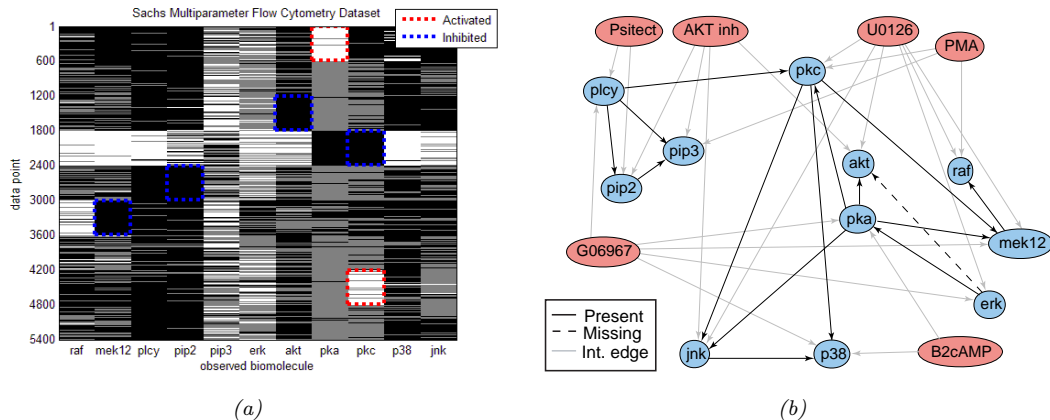 Sachs Multiparameter Flow Cytometry Dataset
Activated
Inhibited
1
600
1200
1800
2400
3000
3600
4200
4800
5400
data point
raf mek12 plcy pip2 pip3 erk akt pka pkc p38 jnk
observed biomolecule
(a)
Psitect AKT inh U0126 PMA
pkc
plcy
pip3
akt
raf
pip2
pka
mek12
G06967
erk
Present
Missing
Int. edge
jnk p38 B2cAMP
(b)